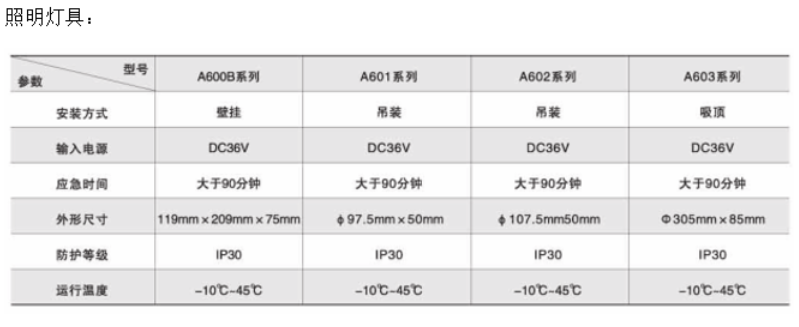 照明灯具：
型号
参数 A600B系列 A601系列 A602系列 A603系列
安装方式 壁挂 吊装 吊装 吸顶
输入电源 DC36V DC36V DC36V DC36V
应急时间 大于90分钟 大于90分钟 大于90分钟 大于90分钟
外形尺寸 119mm×209mm×75mm ϕ97.5mm×50mm ϕ107.5mm50mm Φ305mm×85mm
防护等级 IP30 IP30 IP30 IP30
运行温度 -10℃~45℃ -10℃~45℃ -10℃~45℃ -10℃~45℃